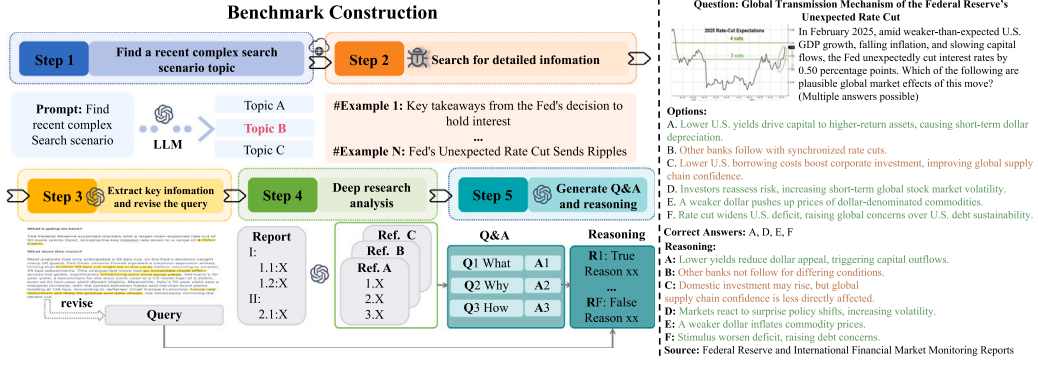 Benchmark Construction
Step 1
Find a recent complex search
scenario topic
Step 2
Search for detailed infomation
Prompt: Find
recent complex
Search scenario
LLM
Topic A
Topic B
Topic C
#Example 1: Key takeaways from the Fed's decision to
hold interest
...
#Example N: Fed's Unexpected Rate Cut Sends Ripples
Step 3
Extract key infomation
and revise the query
Step 4
Deep research
analysis
Step 5
Generate Q&A
and reasoning
What's going on here?
What does this mean?
revise
Query
Report
I:
1.1:X
1.2:X
II:
2.1:X
Ref. C
Ref. B
Ref. A
1.X
2.X
3.X
Q&A
Q1 What
A1
Q2 Why
A2
Q3 How
A3
Reasoning
R1: True
Reason xx
...
RF: False
Reason xx
Question: Global Transmission Mechanism of the Federal Reserve's
Unexpected Rate Cut
2025 Rate-Cut Expectations
In February 2025, amid weaker-than-expected U.S.
GDP growth, falling inflation, and slowing capital
flows, the Fed unexpectedly cut interest rates by
0.50 percentage points. Which of the following are
plausible global market effects of this move?
(Multiple answers possible)
Options:
A. Lower U.S. yields drive capital to higher-return assets, causing short-term dollar
depreciation.
B. Other banks follow with synchronized rate cuts.
C. Lower U.S. borrowing costs boost corporate investment, improving global supply
chain confidence.
D. Investors reassess risk, increasing short-term global stock market volatility.
E. A weaker dollar pushes up prices of dollar-denominated commodities.
F. Rate cut widens U.S. deficit, raising global concerns over U.S. debt sustainability.
Correct Answers: A, D, E, F
Reasoning:
A: Lower yields reduce dollar appeal, triggering capital outflows.
B: Other banks not follow for differing conditions.
C: Domestic investment may rise, but global
supply chain confidence is less directly affected.
D: Markets react to surprise policy shifts, increasing volatility.
E: A weaker dollar inflates commodity prices.
F: Stimulus worsen deficit, raising debt concerns.
Source: Federal Reserve and International Financial Market Monitoring Reports